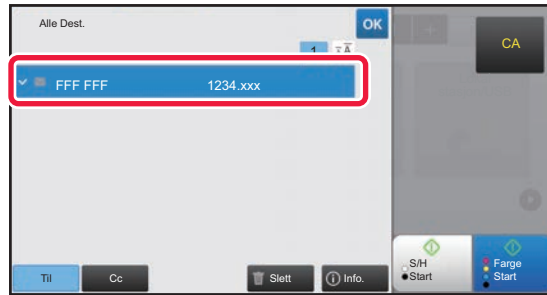 Alle Dest.
OK
CA
1
FFF FFF 1234.xxx
Til
Cc
Slett
Info.
S/H
Start
Farge
Start